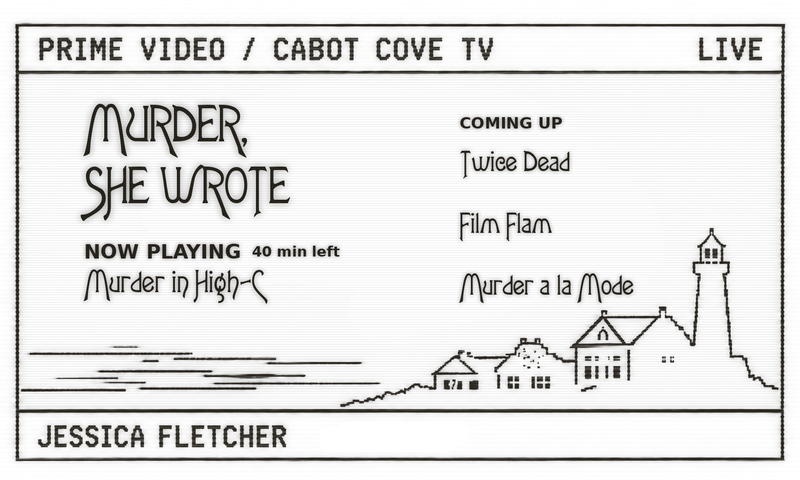 PRIME VIDEO / CABOT COVE TV
LIVE
MURDER,
SHE WROTE
NOW PLAYING 40 min left
Murder in High-C
COMING UP
Twice Dead
Film Flam
Murder a la Mode
JESSICA FLETCHER